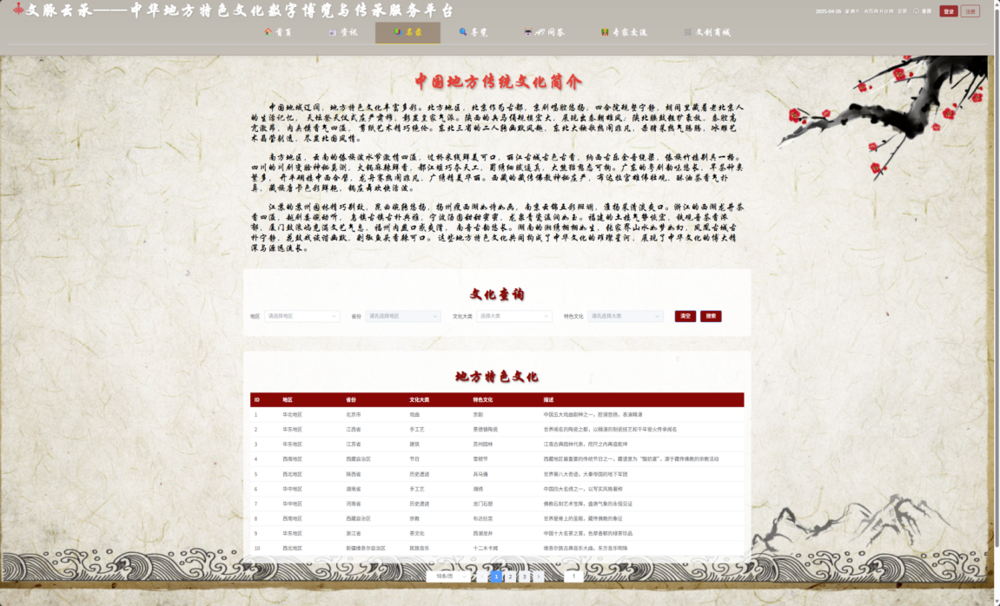 文脉云承——中华地方特色文化数字博览与传承服务平台
登录 注册
首页 资讯 名录 导览 AI问答 专家交流 文创商城
中国地方传统文化简介
中国地域辽阔，地方特色文化丰富多彩。北方地区，北京作为古都，京剧唱腔悠扬，四合院规整宁静，胡同里藏着老北京人
的生活记忆，天坛祭天仪式庄严肃穆，彰显皇家气派。陕西的兵马俑规模宏大，展现出秦朝雄风；陕北腰鼓粗犷豪放，秦腔高
亢激昂，肉夹馍香气四溢，剪纸艺术精巧绝伦。东北三省的二人转幽默风趣，东北大秧歌热闹非凡，杀猪菜热气腾腾，冰雕艺
术晶莹剔透，尽显北国风情。
南方地区，云南的傣族泼水节激情四溢，过桥米线鲜美可口，丽江古城古色古香，纳西古乐余音绕梁，傣族竹楼别具一格。
四川的川剧变脸神秘莫测，火锅麻辣鲜香，都江堰巧夺天工，蜀绣细腻逼真，大熊猫憨态可掬。广东的粤剧韵味悠长，早茶种类
繁多，开平碉楼中西合璧，龙舟赛热闹非凡，广绣精美华丽。西藏的藏传佛教神秘庄严，布达拉宫雄伟壮观，酥油茶香气扑
鼻，藏族唐卡色彩鲜艳，锅庄舞欢快活泼。
江苏的苏州园林精巧别致，昆曲婉转悠扬，扬州瘦西湖如诗如画，南京云锦五彩斑斓，淮扬菜清淡爽口。浙江的西湖龙井茶
香四溢，越剧柔婉动听，乌镇古镇古朴典雅，宁波汤圆甜甜蜜蜜，龙泉青瓷温润如玉。福建的土楼气势恢宏，铁观音茶香浓
郁，厦门鼓浪屿充满文艺气息，福州肉燕口感爽滑，南音古韵悠长。湖南的湘绣栩栩如生，张家界山水如梦如幻，凤凰古城古
朴宁静，花鼓戏诙谐幽默，剁椒鱼头香辣可口。这些地方特色文化共同构成了中华文化的璀璨星河，展现了中华文化的博大精
深与源远流长。
文化查询
地区 请选择地区 省份 请先选择地区 文化大类 选择大类 特色文化 请先选择大类 清空 搜索
地方特色文化
ID 地区 省份 文化大类 特色文化 描述
1 华北地区 北京市 戏曲 京剧 中国五大戏曲剧种之一，腔调悠扬，表演精湛
2 华东地区 江西省 手工艺 景德镇陶瓷 世界闻名的陶瓷之都，以精湛的制瓷技艺和千年窑火传承闻名
3 华东地区 江苏省 建筑 苏州园林 江南古典园林代表，咫尺之内再造乾坤
4 西南地区 西藏自治区 节日 雪顿节 西藏地区最重要的传统节日之一，藏语意为“酸奶宴”，源于藏传佛教的宗教活动
5 西北地区 陕西省 历史遗迹 兵马俑 世界第八大奇迹，大秦帝国的地下军团
6 华中地区 湖南省 手工艺 湘绣 中国四大名绣之一，以写实风格著称
7 华中地区 河南省 历史遗迹 龙门石窟 佛教石刻艺术宝库，盛唐气象的永恒见证
8 西南地区 西藏自治区 宗教 布达拉宫 世界屋脊上的圣殿，藏传佛教的象征
9 华东地区 浙江省 茶文化 西湖龙井 中国十大名茶之首，色翠香郁的绿茶珍品
10 西北地区 新疆维吾尔自治区 民族音乐 十二木卡姆 维吾尔族古典音乐大曲，东方音乐明珠
10条/页 1 2 3 1